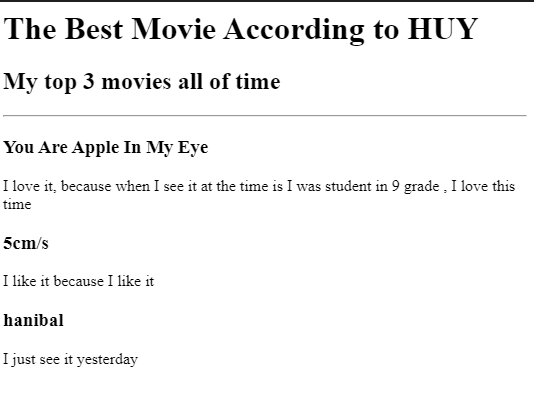 The Best Movie According to HUY
My top 3 movies all of time
You Are Apple In My Eye
I love it, because when I see it at the time is I was student in 9 grade , I love this
time
5cm/s
I like it because I like it
hanibal
I just see it yesterday